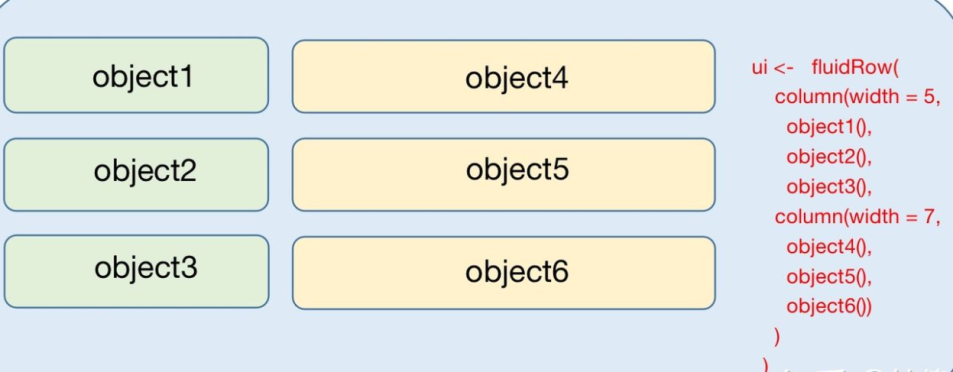 object1
object2
object3
object4
object5
object6
ui <- fluidRow(
column(width = 5,
object1(),
object2(),
object3(),
column(width = 7,
object4(),
object5(),
object6())
)
)